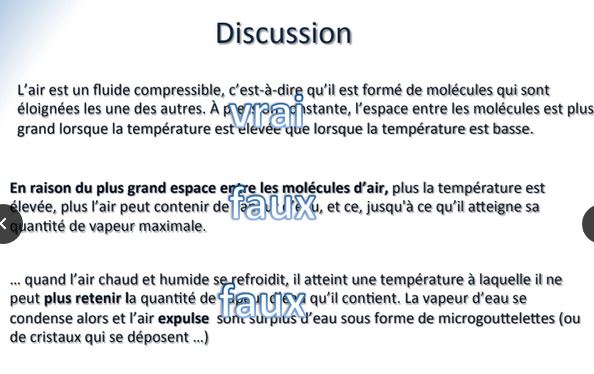 Discussion
L'air est un fluide compressible, c'est-à-dire qu'il est formé de molécules qui sont
éloignées les une des autres. À pression constante, l'espace entre les molécules est plus
grand lorsque la température est élevée que lorsque la température est basse.
vrai
En raison du plus grand espace entre les molécules d'air, plus la température est
élevée, plus l'air peut contenir de vapeur d'eau, et ce, jusqu'à ce qu'il atteigne sa
quantité de vapeur maximale.
faux
... quand l'air chaud et humide se refroidit, il atteint une température à laquelle il ne
peut plus retenir la quantité de vapeur d'eau qu'il contient. La vapeur d'eau se
condense alors et l'air expulse sont surplus d'eau sous forme de microgouttelettes (ou
de cristaux qui se déposent ...)
faux